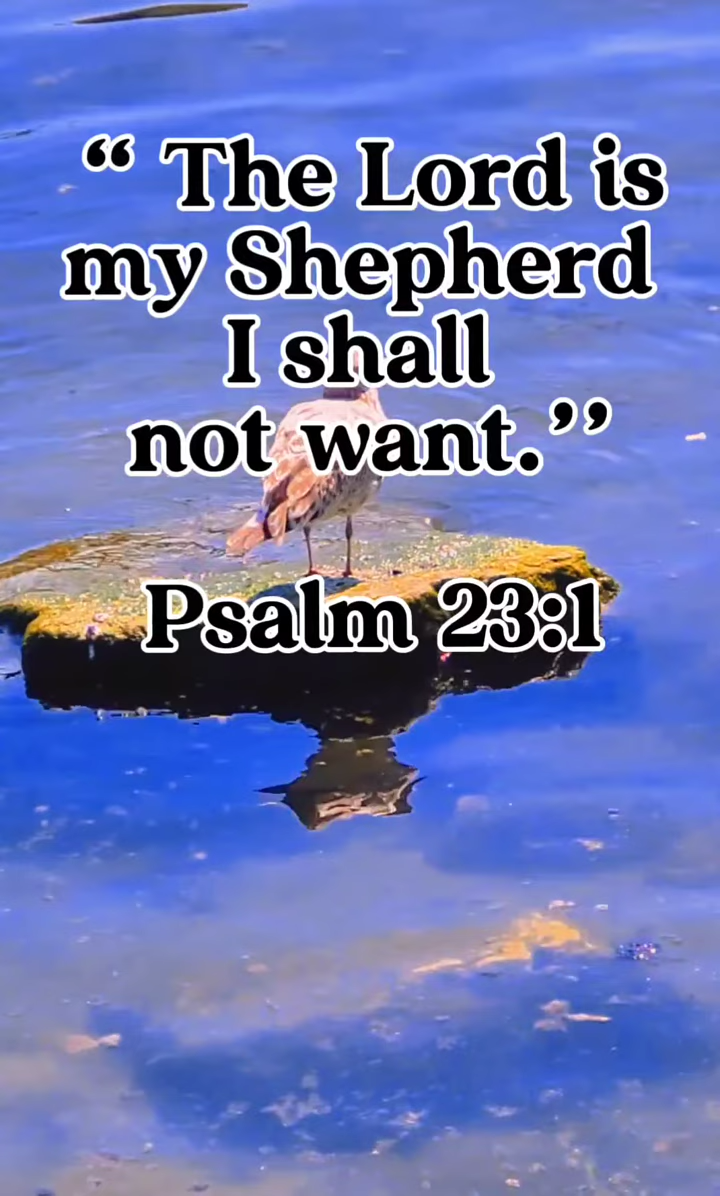 “ The Lord is
my Shepherd
I shall
not want.”
Psalm 23:1